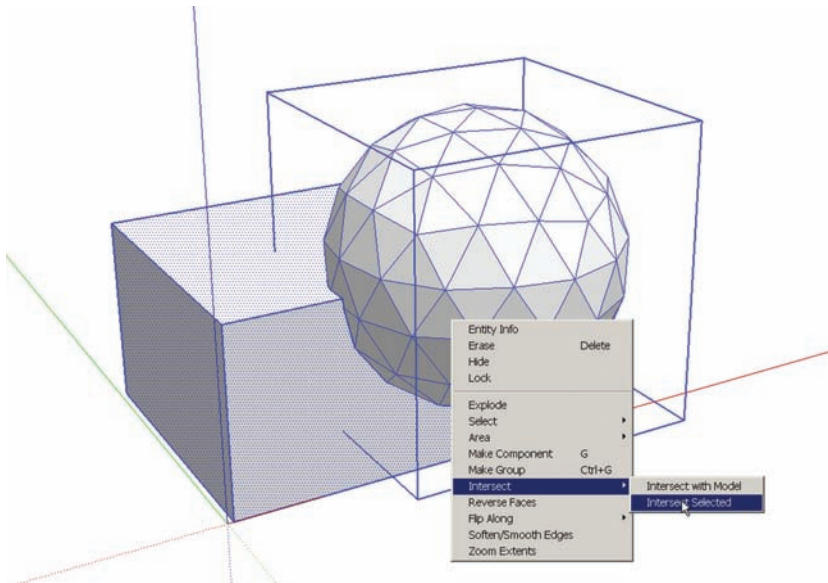 Entity Info
Erase Delete
Hide
Lock
Explode
Select
Area
Make Component G
Make Group Ctrl+G
Intersect
Intersect with Model
Reverse Faces
Intersect Selected
Flip Along
Soften/Smooth Edges
Zoom Extents